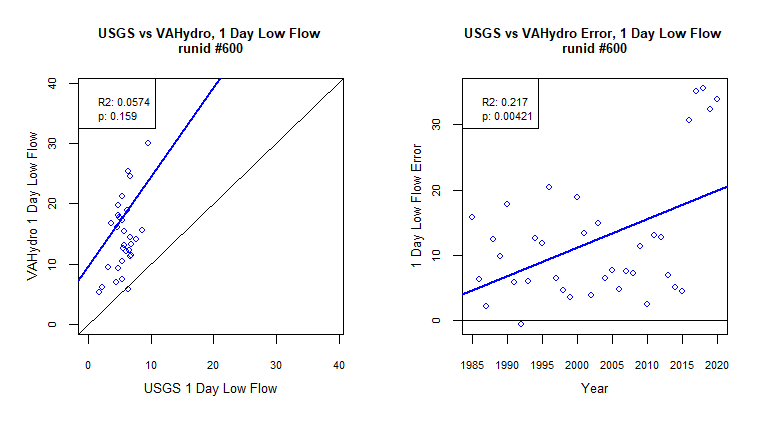 USGS vs VAHydro, 1 Day Low Flow
runid #600
R2: 0.0574
p: 0.159
VAHydro 1 Day Low Flow
0
10
20
30
40
0
10
20
30
40
USGS 1 Day Low Flow
USGS vs VAHydro Error, 1 Day Low Flow
runid #600
R2: 0.217
p: 0.00421
1 Day Low Flow Error
0
10
20
30
1985
1990
1995
2000
2005
2010
2015
2020
Year